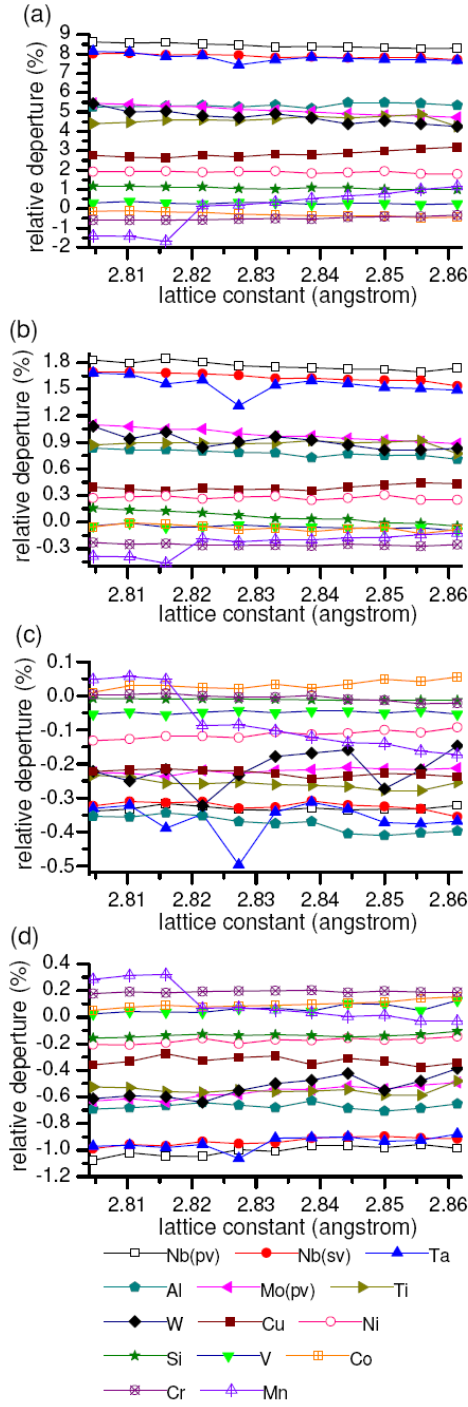 (a)
relative deperture (%)
9
8
7
6
5
4
3
2
1
0
-1
-2
2.81 2.82 2.83 2.84 2.85 2.86
lattice constant (angstrom)
(b)
relative deperture (%)
1.8
1.5
1.2
0.9
0.6
0.3
0.0
-0.3
2.81 2.82 2.83 2.84 2.85 2.86
lattice constant (angstrom)
(c)
relative deperture (%)
0.1
0.0
-0.1
-0.2
-0.3
-0.4
-0.5
2.81 2.82 2.83 2.84 2.85 2.86
lattice constant (angstrom)
(d)
relative deperture (%)
0.4
0.2
0.0
-0.2
-0.4
-0.6
-0.8
-1.0
-1.2
2.81 2.82 2.83 2.84 2.85 2.86
lattice constant (angstrom)
Nb(pv) Nb(sv) Ta
Al Mo(pv) Ti
W Cu Ni
Si V Co
Cr Mn